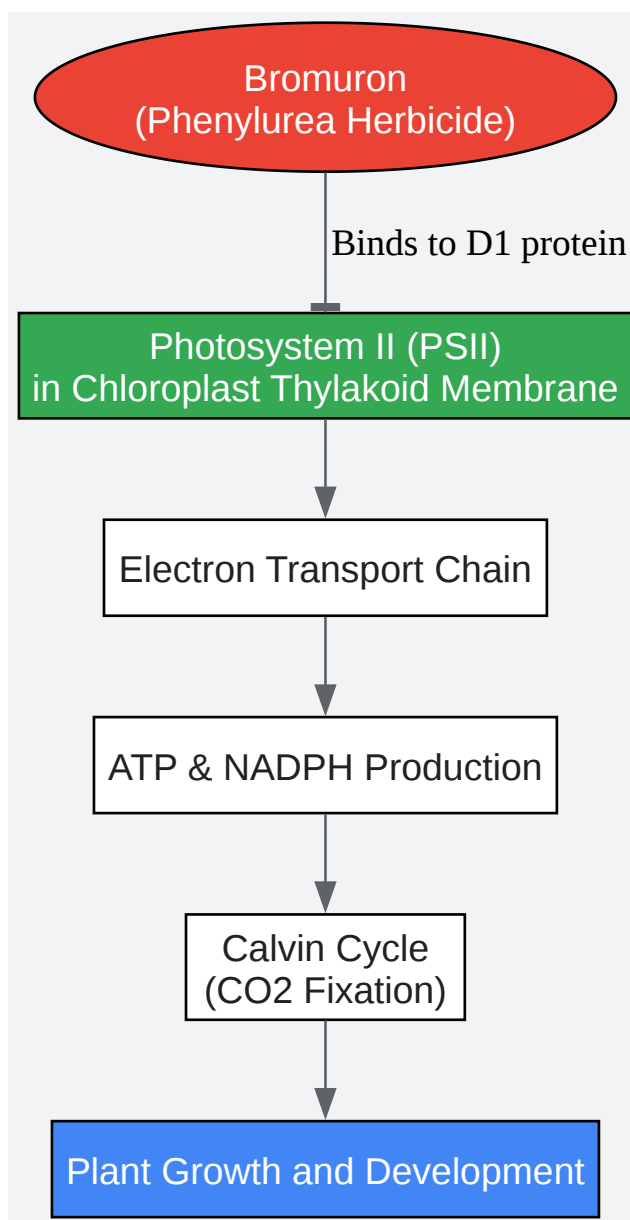 Bromuron
(Phenylurea Herbicide)
Binds to D1 protein
Photosystem II (PSII)
in Chloroplast Thylakoid Membrane
Electron Transport Chain
ATP & NADPH Production
Calvin Cycle
(CO2 Fixation)
Plant Growth and Development